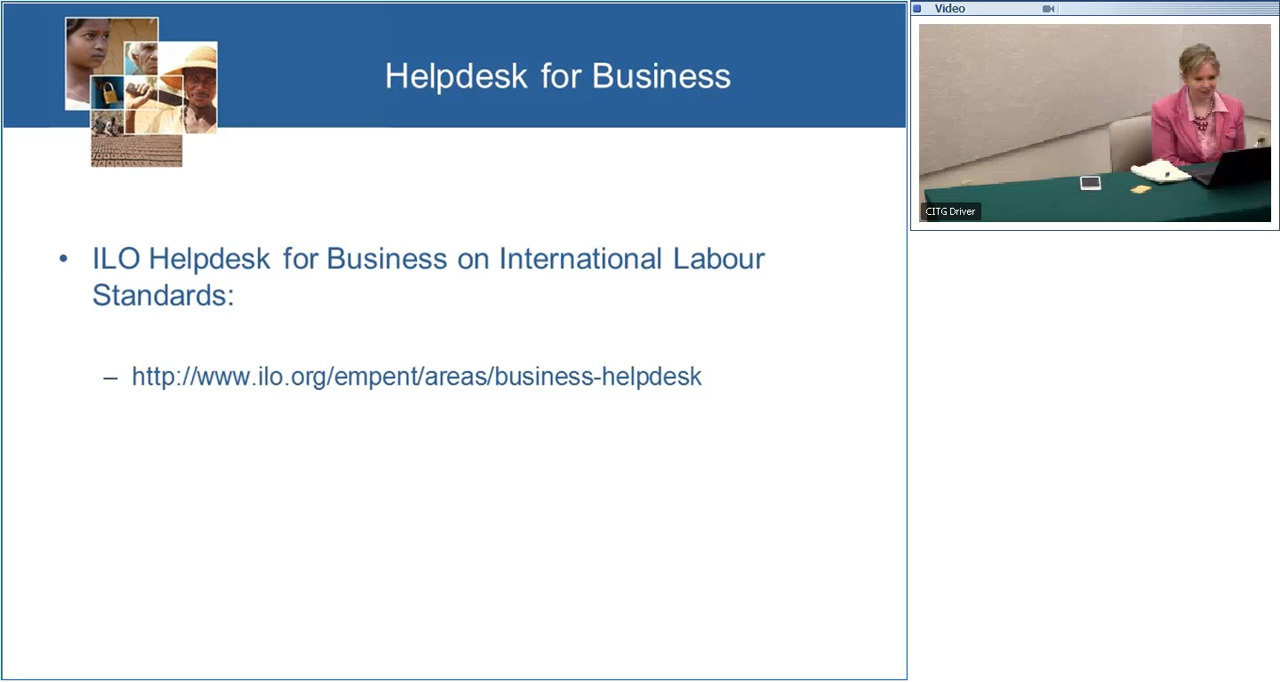 Helpdesk for Business
• ILO Helpdesk for Business on International Labour
Standards:
– http://www.ilo.org/empent/areas/business-helpdesk
Video
CITG Driver